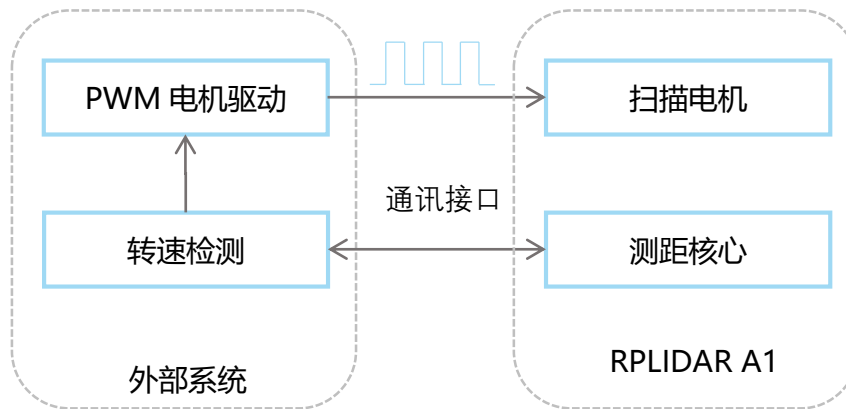 PWM 电机驱动
扫描电机
通讯接口
转速检测
测距核心
外部系统
RPLIDAR A1